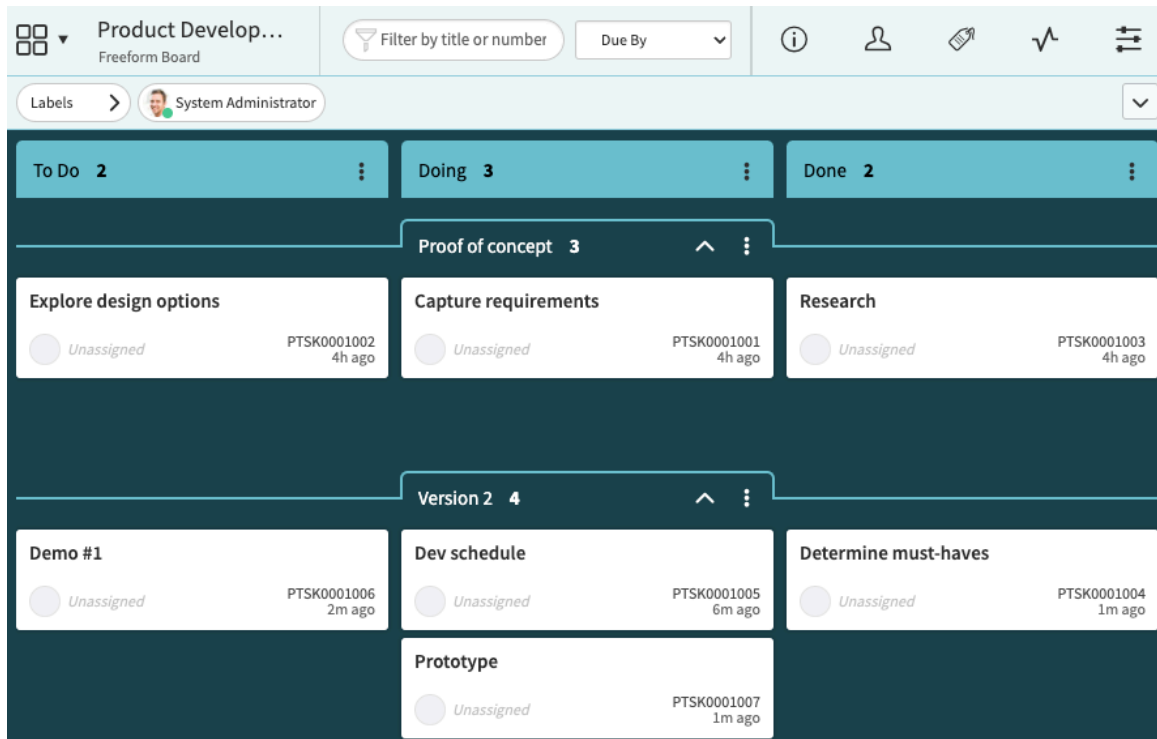 Product Develop...
Freeform Board
Filter by title or number
Due By
Labels
System Administrator
To Do 2
Doing 3
Done 2
Proof of concept 3
Explore design options
Unassigned
PTSK0001002
4h ago
Capture requirements
Unassigned
PTSK0001001
4h ago
Research
Unassigned
PTSK0001003
4h ago
Version 2 4
Demo #1
Unassigned
PTSK0001006
2m ago
Dev schedule
Unassigned
PTSK0001005
6m ago
Determine must-haves
Unassigned
PTSK0001004
1m ago
Prototype
Unassigned
PTSK0001007
1m ago